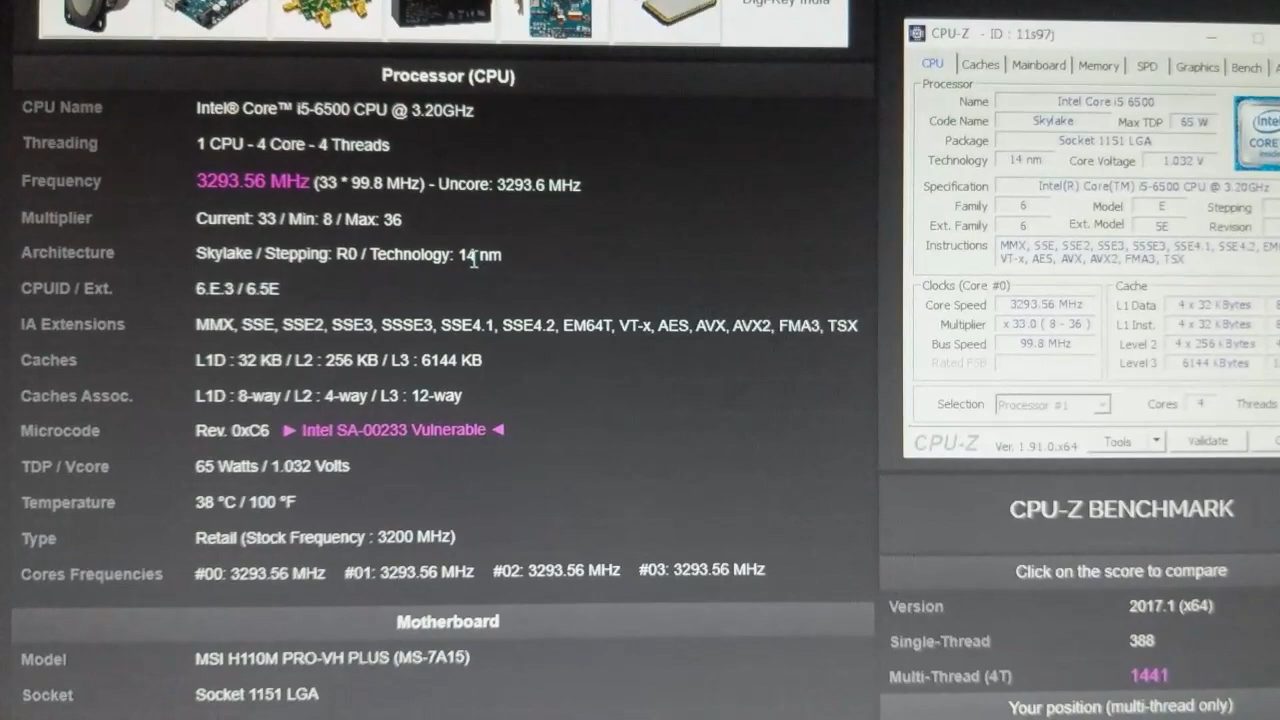 Digi-Key India
Processor (CPU)
CPU Name Intel® Core™ i5-6500 CPU @ 3.20GHz
Threading 1 CPU - 4 Core - 4 Threads
Frequency 3293.56 MHz (33 * 99.8 MHz) - Uncore: 3293.6 MHz
Multiplier Current: 33 / Min: 8 / Max: 36
Architecture Skylake / Stepping: R0 / Technology: 14 nm
CPUID / Ext. 6.E.3 / 6.5E
IA Extensions MMX, SSE, SSE2, SSE3, SSSE3, SSE4.1, SSE4.2, EM64T, VT-x, AES, AVX, AVX2, FMA3, TSX
Caches L1D : 32 KB / L2 : 256 KB / L3 : 6144 KB
Caches Assoc. L1D : 8-way / L2 : 4-way / L3 : 12-way
Microcode Rev. 0xC6 ► Intel SA-00233 Vulnerable ◄
TDP / Vcore 65 Watts / 1.032 Volts
Temperature 38 °C / 100 °F
Type Retail (Stock Frequency : 3200 MHz)
Cores Frequencies #00: 3293.56 MHz #01: 3293.56 MHz #02: 3293.56 MHz #03: 3293.56 MHz
Motherboard
Model MSI H110M PRO-VH PLUS (MS-7A15)
Socket Socket 1151 LGA
CPU-Z - ID : 11s97j
CPU Caches Mainboard Memory SPD Graphics Bench
Processor
Name Intel Core i5 6500
Code Name Skylake Max TDP 65 W
Package Socket 1151 LGA
Technology 14 nm Core Voltage 1.032 V
Specification Intel(R) Core(TM) i5-6500 CPU @ 3.20GHz
Family 6 Model E Stepping
Ext. Family 6 Ext. Model 5E Revision
Instructions MMX, SSE, SSE2, SSE3, SSSE3, SSE4.1, SSE4.2,
VT-x, AES, AVX, AVX2, FMA3, TSX
Clocks (Core #0)
Core Speed 3293.56 MHz
Multiplier x 33.0 ( 8 - 36 )
Bus Speed 99.8 MHz
Rated FSB
Cache
L1 Data 4 x 32 kBytes
L1 Inst. 4 x 32 kBytes
Level 2 4 x 256 kBytes
Level 3 6144 kBytes
Selection Processor #1 Cores 4 Threads
CPU-Z Ver. 1.91.0.x64 Tools Validate
intel
CORE
inside
CPU-Z BENCHMARK
Click on the score to compare
Version 2017.1 (x64)
Single-Thread 388
Multi-Thread (4T) 1441
Your position (multi-thread only)